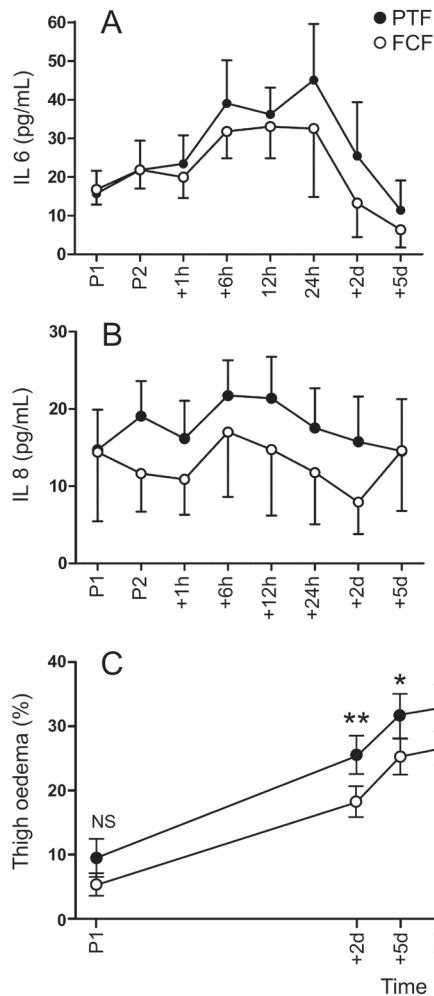 A
PTF
FCF
60
50
40
30
20
10
0
IL 6 (pg/mL)
P1
P2
+1h
+6h
12h
24h
+2d
+5d
B
30
20
10
0
IL 8 (pg/mL)
P1
P2
+1h
+6h
+12h
+24h
+2d
+5d
C
40
30
20
10
0
Thigh oedema (%)
NS
**
*
P1
+2d
+5d
Time